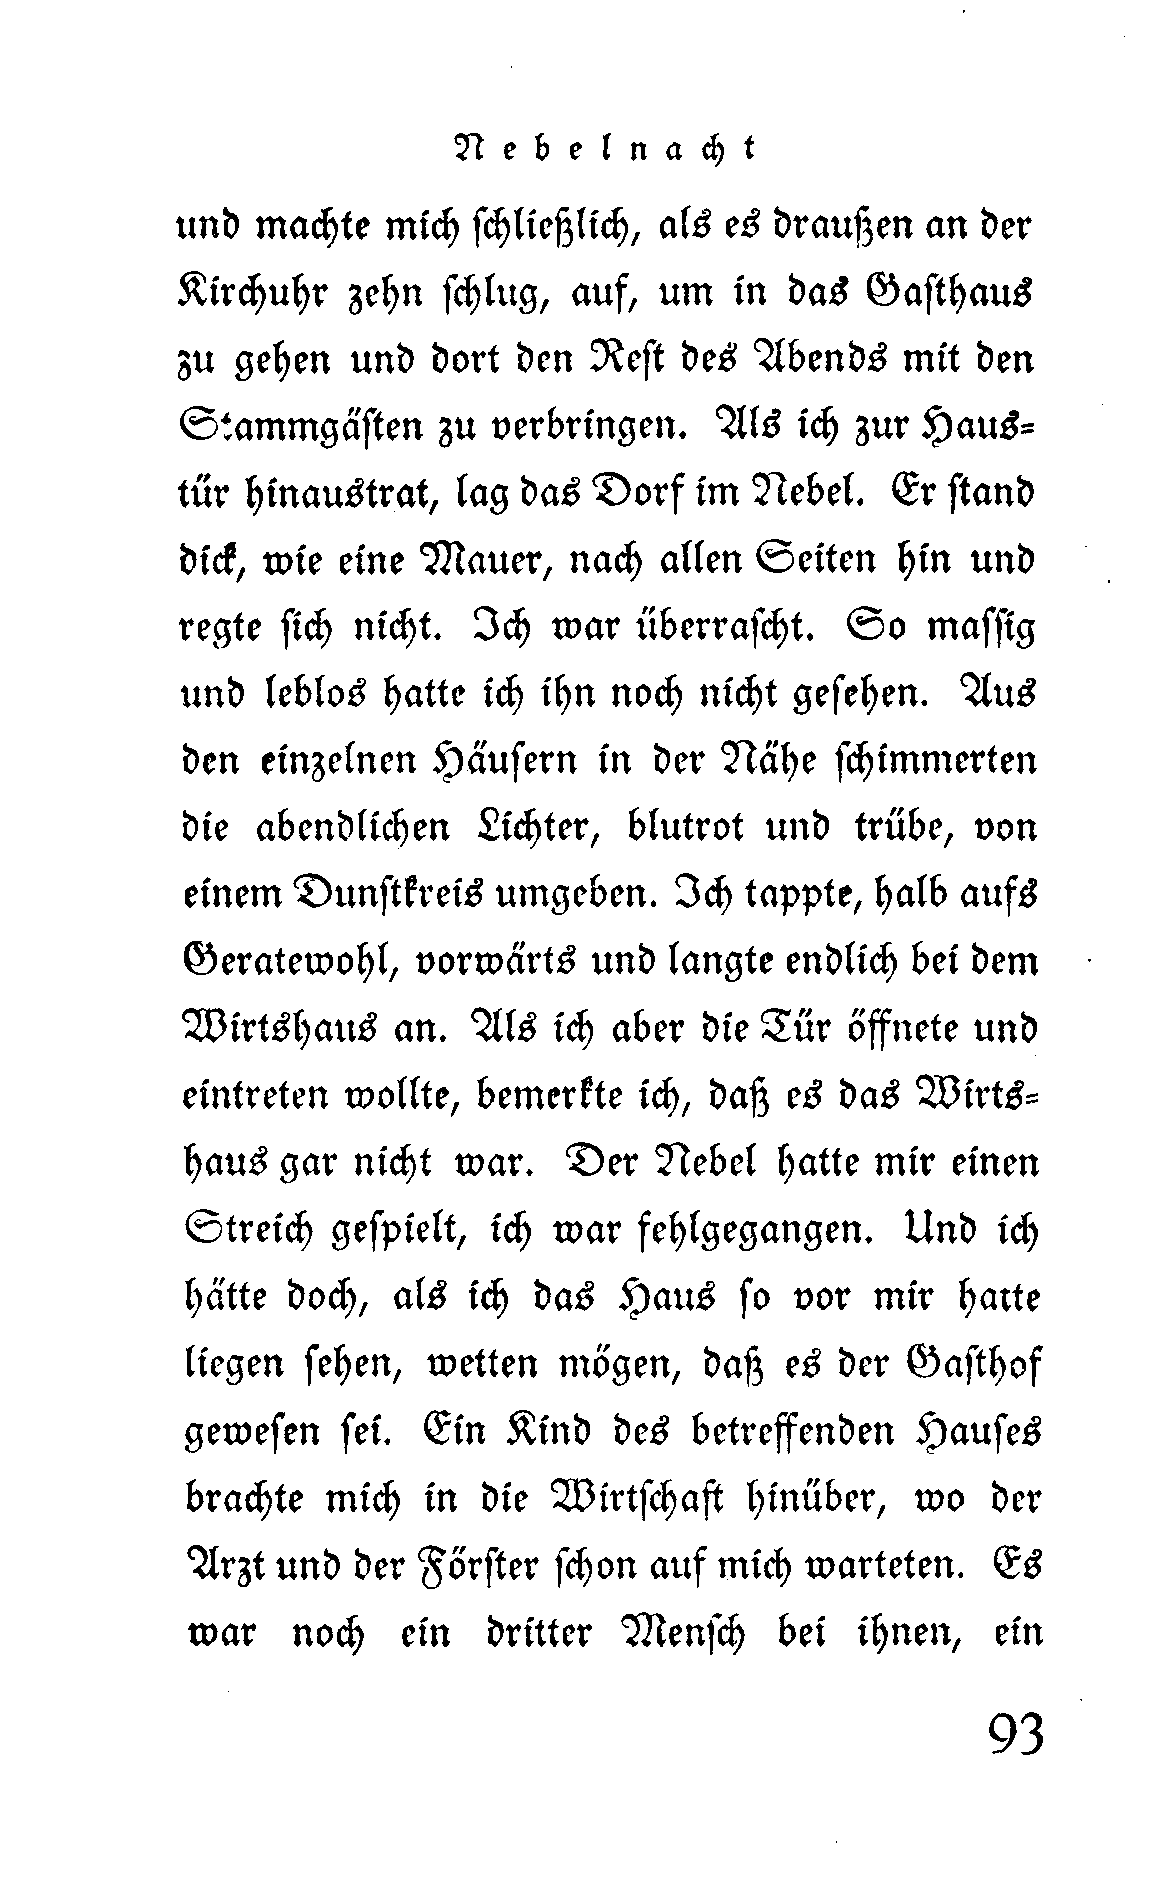 Nebelnacht
und machte mich schließlich, als es draußen an der
Kirchuhr zehn schlug, auf, um in das Gasthaus
zu gehen und dort den Rest des Abends mit den
Stammgästen zu verbringen. Als ich zur Haus-
tür hinaustrat, lag das Dorf im Nebel. Er stand
dick, wie eine Mauer, nach allen Seiten hin und
regte sich nicht. Ich war überrascht. So massig
und leblos hatte ich ihn noch nicht gesehen. Aus
den einzelnen Häusern in der Nähe schimmerten
die abendlichen Lichter, blutrot und trübe, von
einem Dunstkreis umgeben. Ich tappte, halb aufs
Geratewohl, vorwärts und langte endlich bei dem
Wirtshaus an. Als ich aber die Tür öffnete und
eintreten wollte, bemerkte ich, daß es das Wirts-
haus gar nicht war. Der Nebel hatte mir einen
Streich gespielt, ich war fehlgegangen. Und ich
hätte doch, als ich das Haus so vor mir hatte
liegen sehen, wetten mögen, daß es der Gasthof
gewesen sei. Ein Kind des betreffenden Hauses
brachte mich in die Wirtschaft hinüber, wo der
Arzt und der Förster schon auf mich warteten. Es
war noch ein dritter Mensch bei ihnen, ein
93